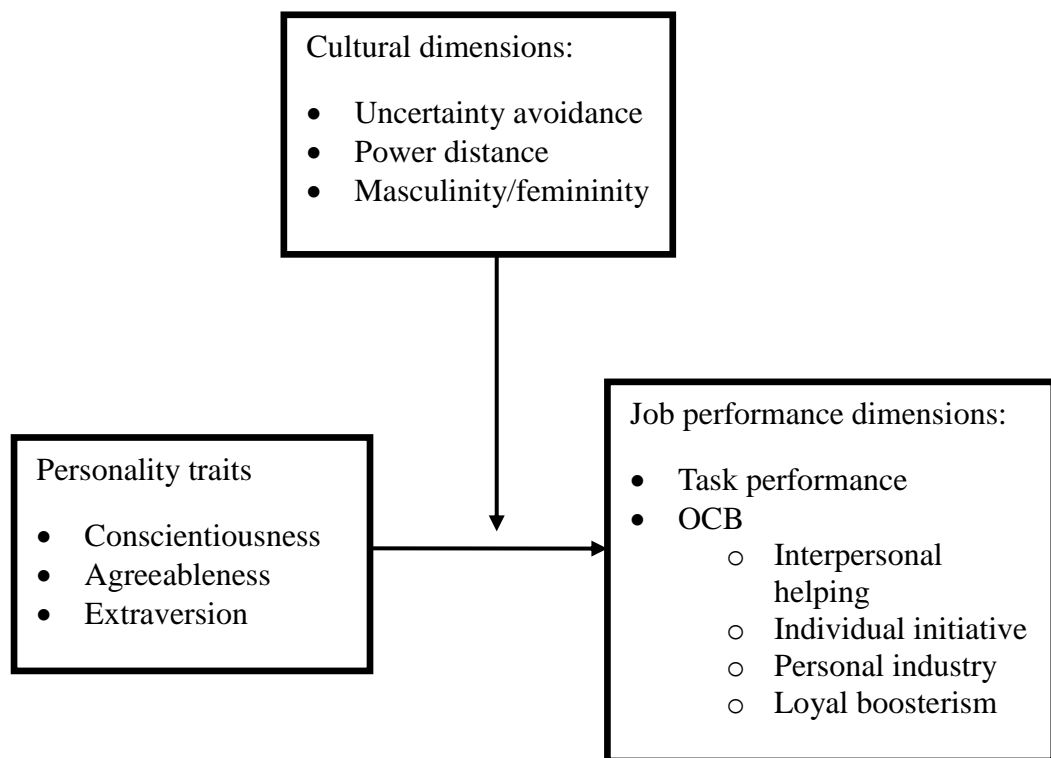 Cultural dimensions:
• Uncertainty avoidance
• Power distance
• Masculinity/femininity
Personality traits
• Conscientiousness
• Agreeableness
• Extraversion
Job performance dimensions:
• Task performance
• OCB
o Interpersonal
helping
o Individual initiative
o Personal industry
o Loyal boosterism